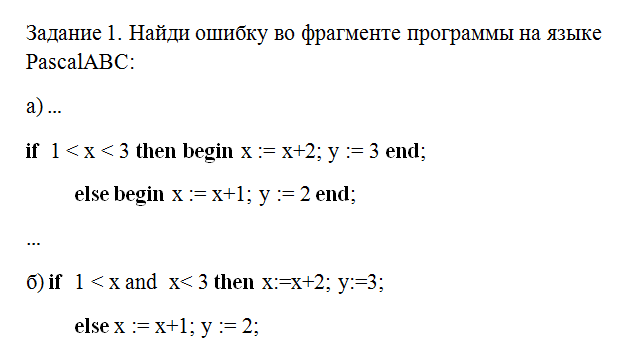 Задание 1. Найди ошибку во фрагменте программы на языке
PascalABC:
а) ...
if 1 < x < 3 then begin x := x+2; y := 3 end;
else begin x := x+1; y := 2 end;
...
б) if 1 < x and x< 3 then x:=x+2; y:=3;
else x := x+1; y := 2;